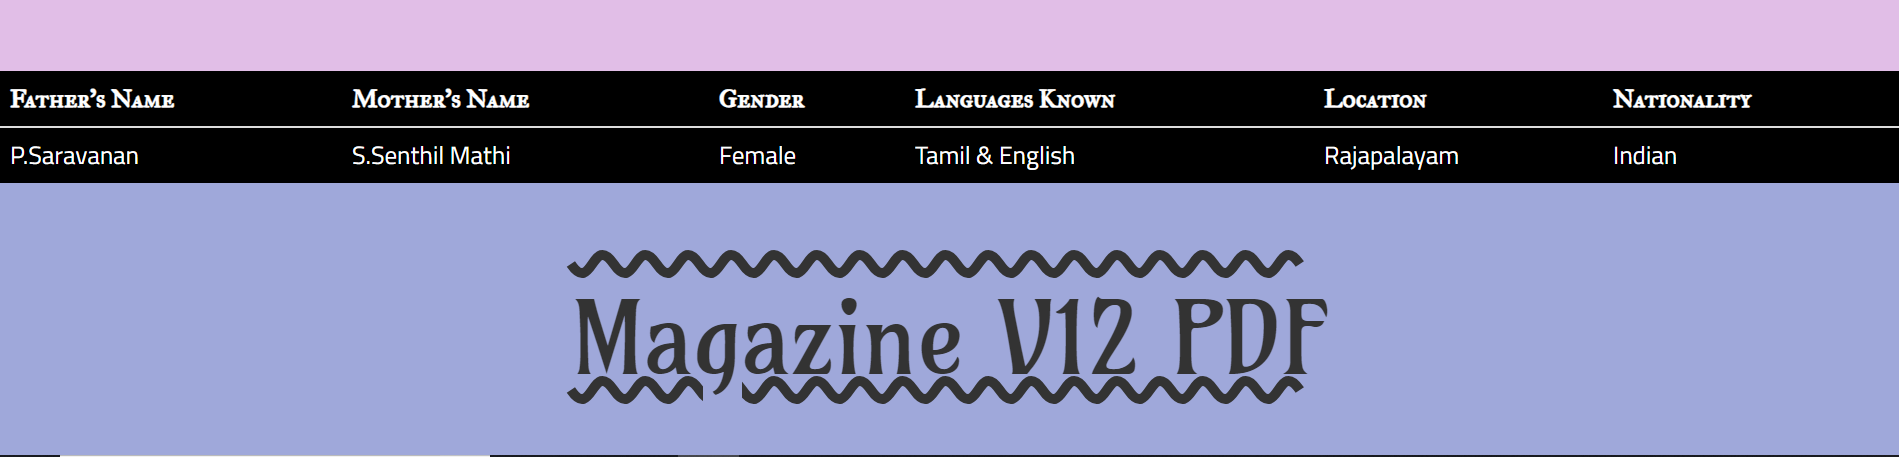 Father's Name Mother's Name Gender Languages Known Location Nationality
P.Saravanan S.Senthil Mathi Female Tamil & English Rajapalayam Indian
Magazine V12 PDF